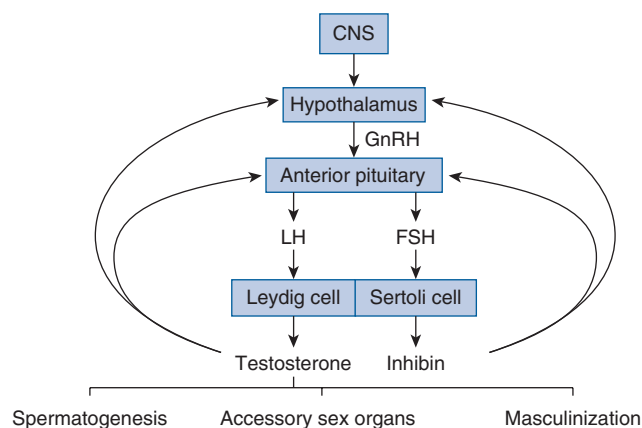 CNS
Hypothalamus
GnRH
Anterior pituitary
LH FSH
Leydig cell Sertoli cell
Testosterone Inhibin
Spermatogenesis Accessory sex organs Masculinization